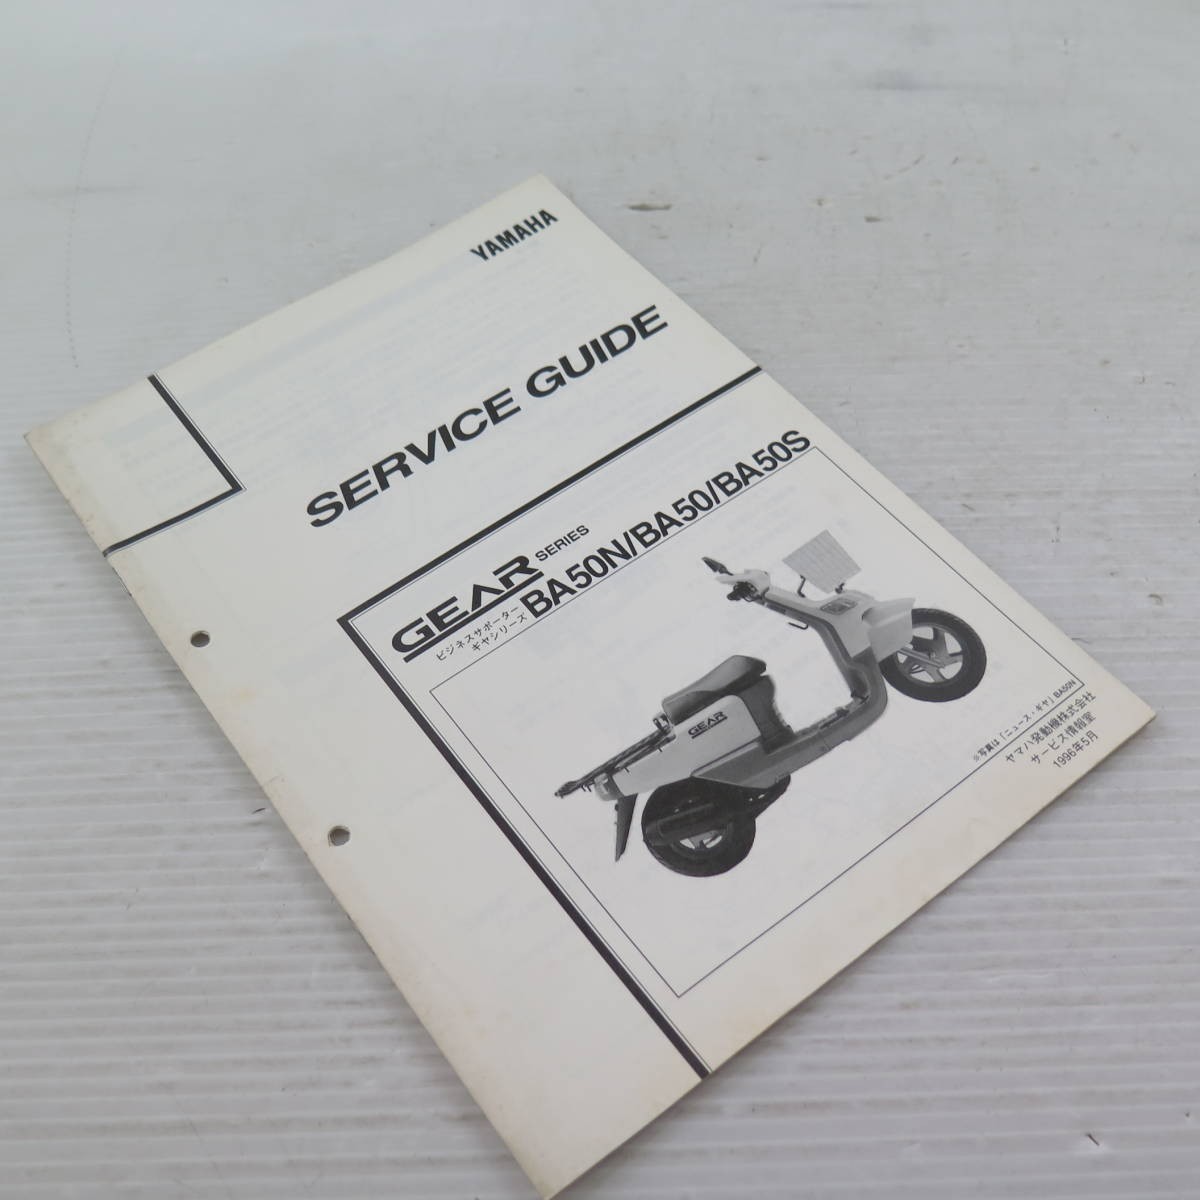 YAMAHA
SERVICE GUIDE
GEAR SERIES
ビジネスサポーター
ギヤシリーズ BA50N/BA50/BA50S
GEAR
※写真は「ニュース・ギヤ」BA50N
ヤマハ発動機株式会社
サービス情報室
1996年5月